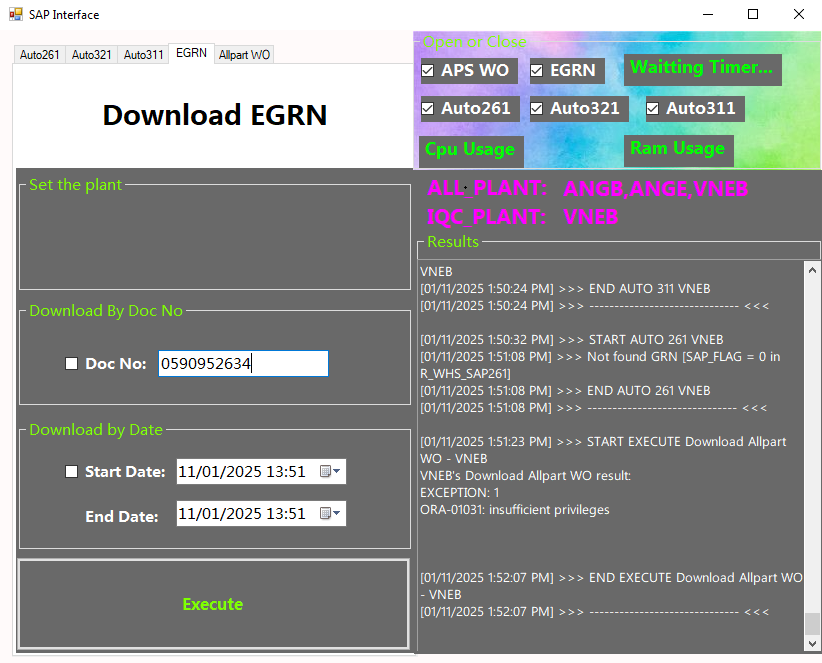 SAP Interface
Auto261 Auto321 Auto311 EGRN Allpart WO
Download EGRN
Set the plant
Download By Doc No
Doc No: 0590952634
Download by Date
Start Date: 11/01/2025 13:51
End Date: 11/01/2025 13:51
Execute
Open or Close
APS WO EGRN Waitting Timer...
Auto261 Auto321 Auto311
Cpu Usage Ram Usage
ALL PLANT: ANGB,ANGE,VNEB
IQC_PLANT: VNEB
Results
VNEB
[01/11/2025 1:50:24 PM] >>> END AUTO 311 VNEB
[01/11/2025 1:50:24 PM] >>> ------------------------------ <<<
[01/11/2025 1:50:32 PM] >>> START AUTO 261 VNEB
[01/11/2025 1:51:08 PM] >>> Not found GRN [SAP_FLAG = 0 in
R_WHS_SAP261]
[01/11/2025 1:51:08 PM] >>> END AUTO 261 VNEB
[01/11/2025 1:51:08 PM] >>> ------------------------------ <<<
[01/11/2025 1:51:23 PM] >>> START EXECUTE Download Allpart
WO - VNEB
VNEB's Download Allpart WO result:
EXCEPTION: 1
ORA-01031: insufficient privileges
[01/11/2025 1:52:07 PM] >>> END EXECUTE Download Allpart WO
- VNEB
[01/11/2025 1:52:07 PM] >>> ------------------------------ <<<